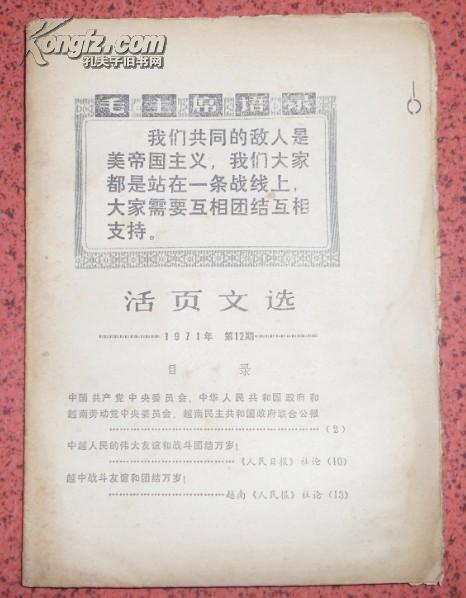 Kongfz.com
孔夫子旧书网
毛主席语录
我们共同的敌人是
美帝国主义，我们大家
都是站在一条战线上，
大家需要互相团结互相
支持。
活页文选
1971年 第12期
目 录
中国共产党中央委员会、中华人民共和国政府和
越南劳动党中央委员会、越南民主共和国政府联合公报
……………………………………（2）
中越人民的伟大友谊和战斗团结万岁！
……………………《人民日报》社论（10）
越中战斗友谊和团结万岁！
……………………越南《人民报》社论（13）